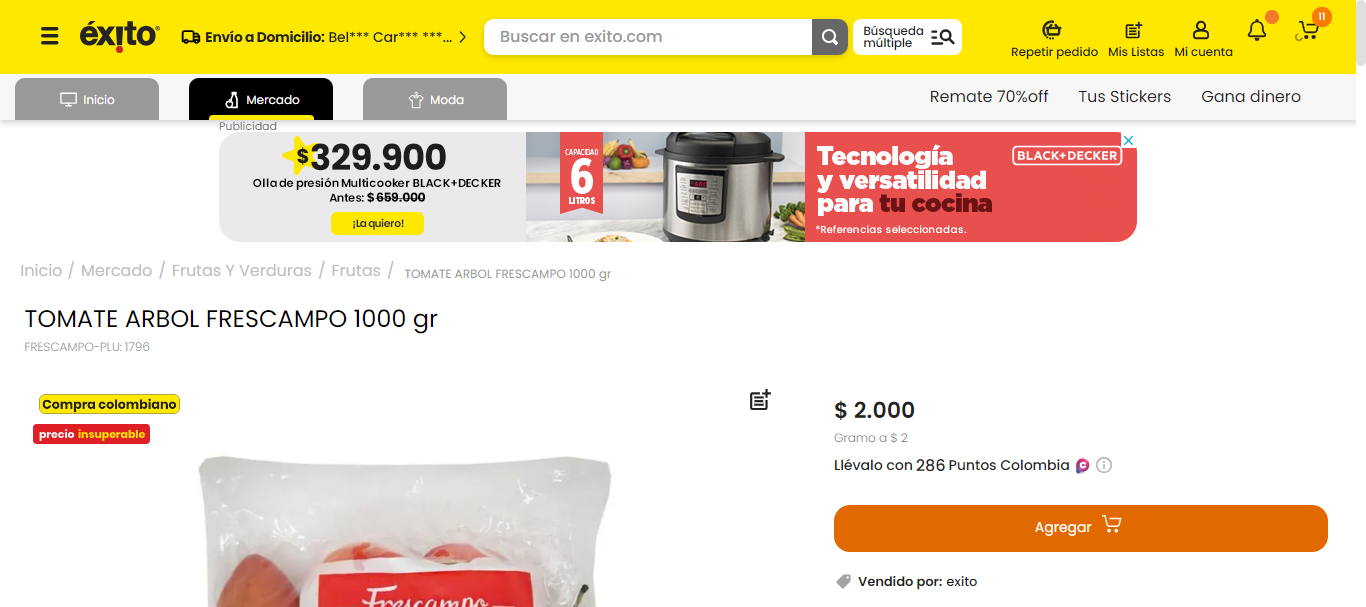 éxito
Envío a Domicilio: Bel*** Car*** ***...
Buscar en exito.com
Búsqueda
múltiple
Repetir pedido
Mis Listas
Mi cuenta
11
Inicio
Mercado
Moda
Remate 70%off
Tus Stickers
Gana dinero
Publicidad
$329.900
Olla de presión Multicooker BLACK+DECKER
Antes: $ 659.000
¡La quiero!
CAPACIDAD
6
LITROS
Tecnología
y versatilidad
para tu cocina
*Referencias seleccionadas.
BLACK+DECKER
Inicio / Mercado / Frutas Y Verduras / Frutas / TOMATE ARBOL FRESCAMPO 1000 gr
TOMATE ARBOL FRESCAMPO 1000 gr
FRESCAMPO-PLU: 1796
Compra colombiano
precio insuperable
Frescampo
$ 2.000
Gramo a $ 2
Llévalo con 286 Puntos Colombia
Agregar
Vendido por: exito